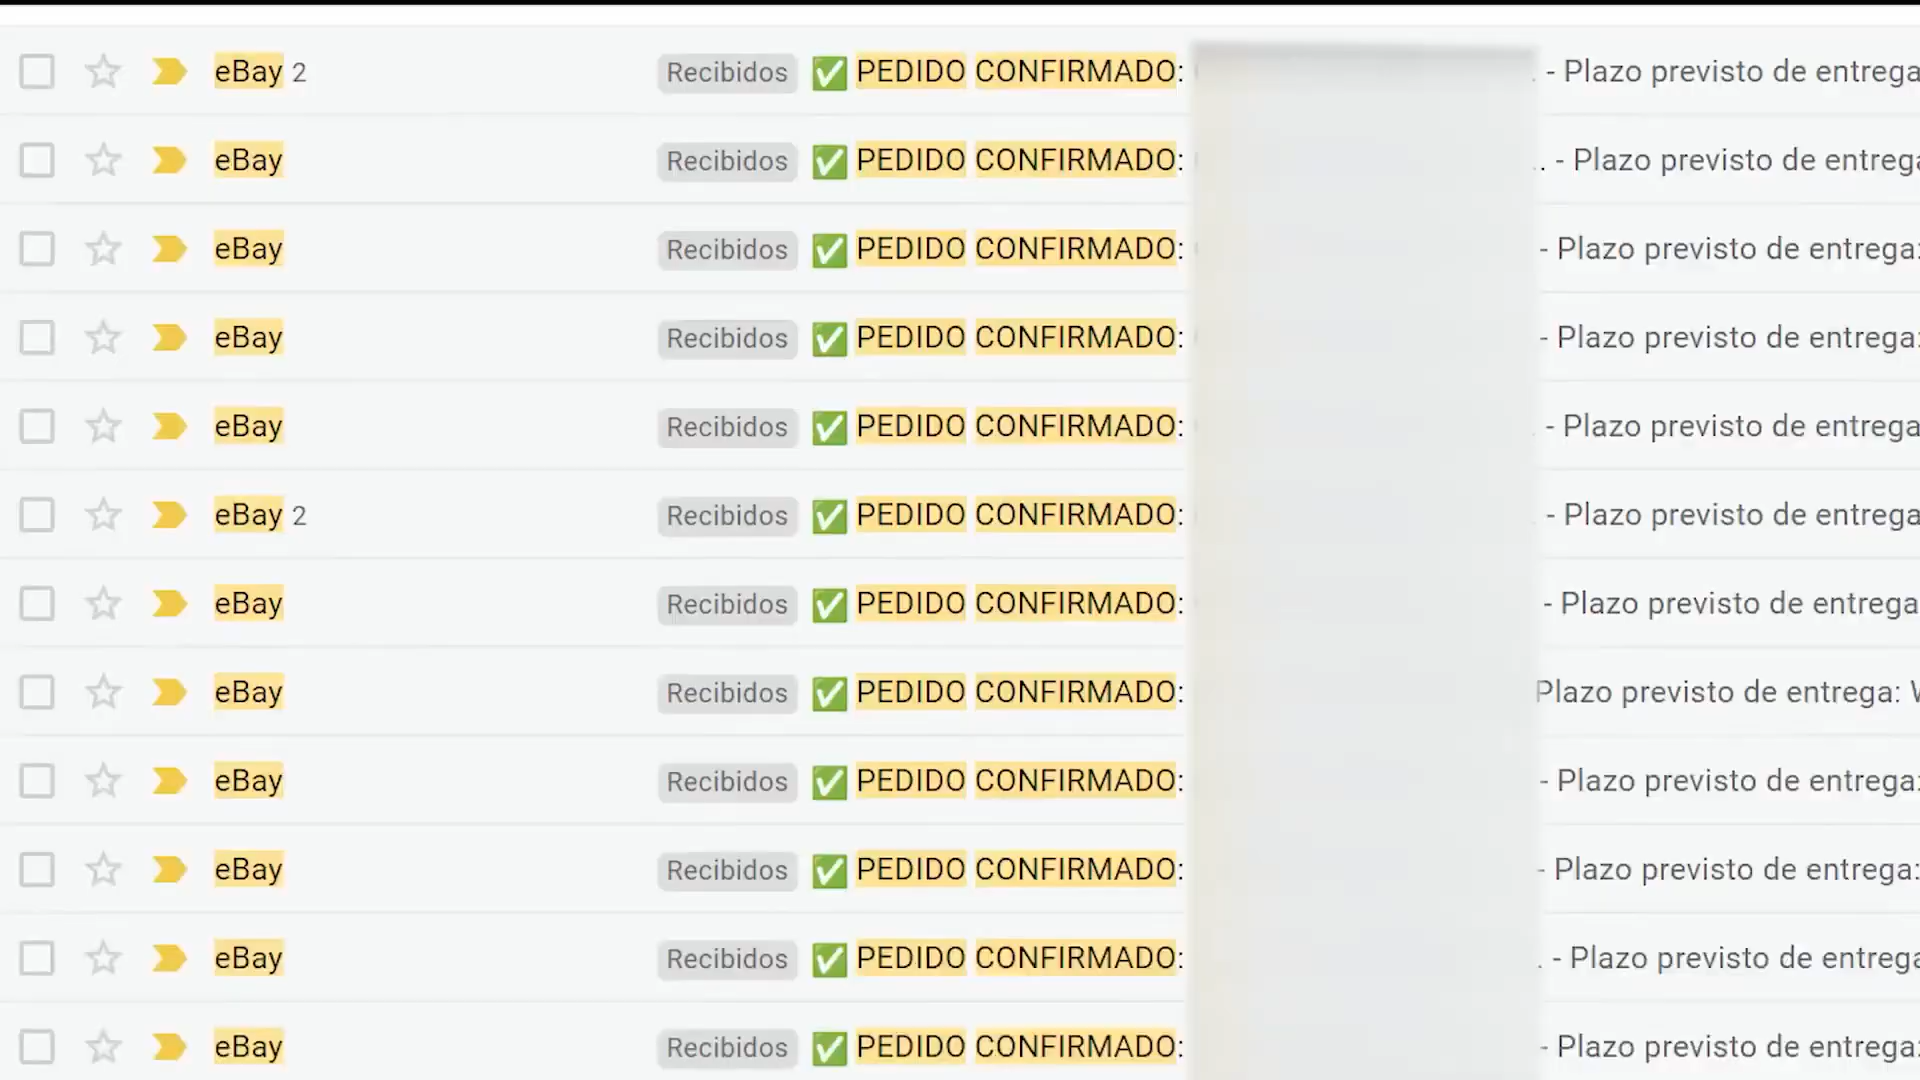 eBay 2 Recibidos ✅ PEDIDO CONFIRMADO: . - Plazo previsto de entrega
eBay Recibidos ✅ PEDIDO CONFIRMADO: .. - Plazo previsto de entrega
eBay Recibidos ✅ PEDIDO CONFIRMADO: - Plazo previsto de entrega:
eBay Recibidos ✅ PEDIDO CONFIRMADO: - Plazo previsto de entrega:
eBay Recibidos ✅ PEDIDO CONFIRMADO: . - Plazo previsto de entrega
eBay 2 Recibidos ✅ PEDIDO CONFIRMADO: . - Plazo previsto de entrega
eBay Recibidos ✅ PEDIDO CONFIRMADO: - Plazo previsto de entrega
eBay Recibidos ✅ PEDIDO CONFIRMADO: Plazo previsto de entrega:
eBay Recibidos ✅ PEDIDO CONFIRMADO: - Plazo previsto de entrega:
eBay Recibidos ✅ PEDIDO CONFIRMADO: - Plazo previsto de entrega:
eBay Recibidos ✅ PEDIDO CONFIRMADO: . - Plazo previsto de entrega
eBay Recibidos ✅ PEDIDO CONFIRMADO: - Plazo previsto de entrega: